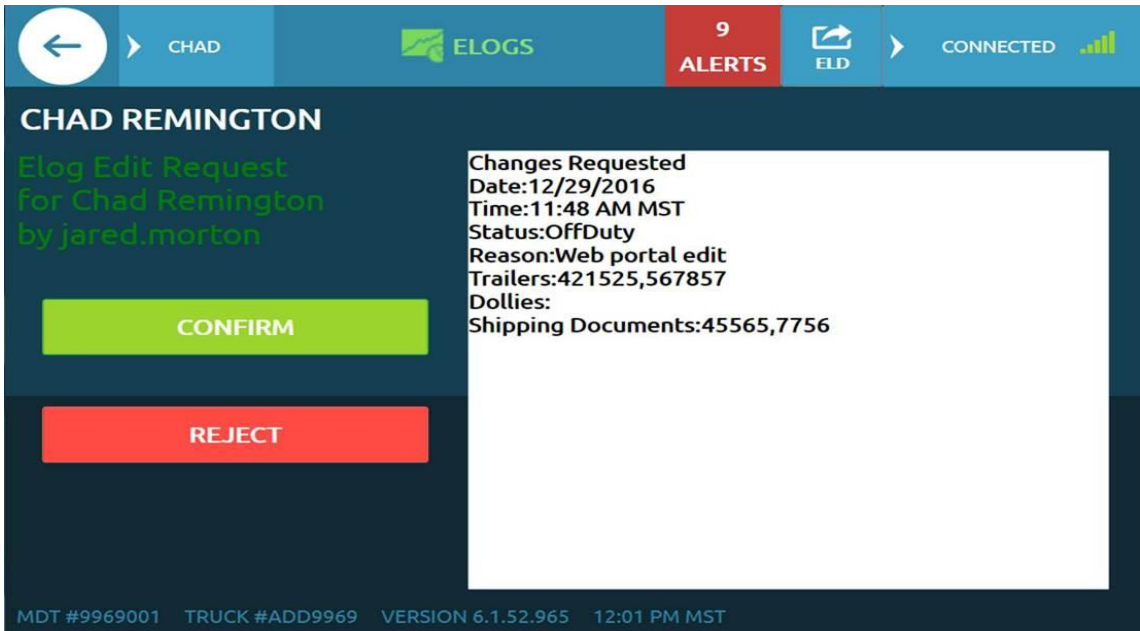 CHAD
ELOGS
9
ALERTS
ELD
CONNECTED
CHAD REMINGTON
Elog Edit Request
for Chad Remington
by jared.morton
CONFIRM
REJECT
Changes Requested
Date:12/29/2016
Time:11:48 AM MST
Status:OffDuty
Reason:Web portal edit
Trailers:421525,567857
Dollies:
Shipping Documents:45565,7756
MDT #9969001 TRUCK #ADD9969 VERSION 6.1.52.965 12:01 PM MST